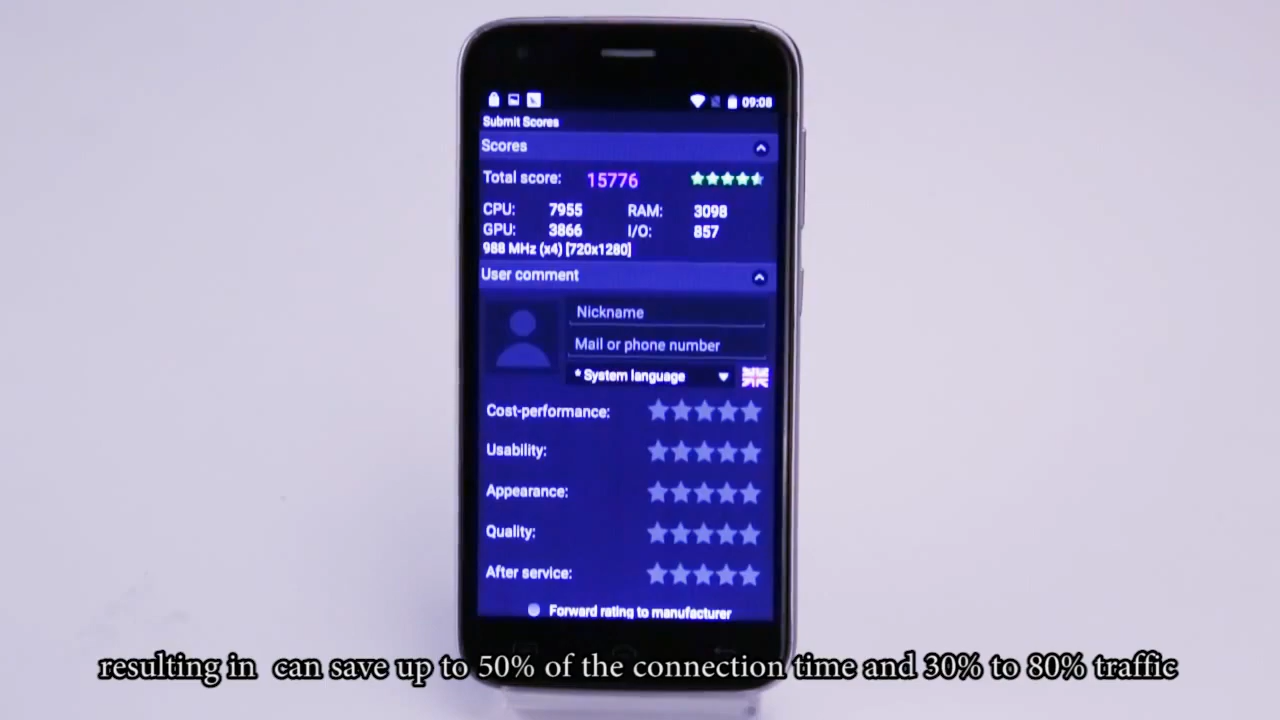 09:08
Submit Scores
Scores
Total score: 15776
CPU: 7955 RAM: 3098
GPU: 3866 I/O: 857
988 MHz (x4) [720x1280]
User comment
Nickname
Mail or phone number
* System language
Cost-performance:
Usability:
Appearance:
Quality:
After service:
Forward rating to manufacturer
resulting in can save up to 50% of the connection time and 30% to 80% traffic